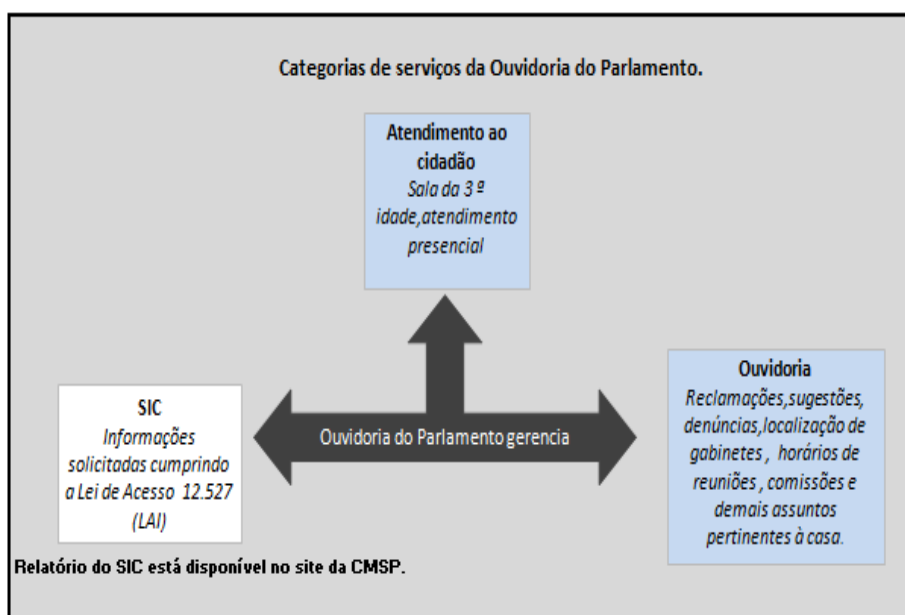 Categorias de serviços da Ouvidoria do Parlamento.
Atendimento ao
cidadão
Sala da 3 ª
idade,atendimento
presencial
SIC
Informações
solicitadas cumprindo
a Lei de Acesso 12.527
(LAI)
Ouvidoria do Parlamento gerencia
Ouvidoria
Reclamações,sugestões,
denúncias,localização de
gabinetes , horários de
reuniões , comissões e
demais assuntos
pertinentes à casa.
Relatório do SIC está disponível no site da CMSP.